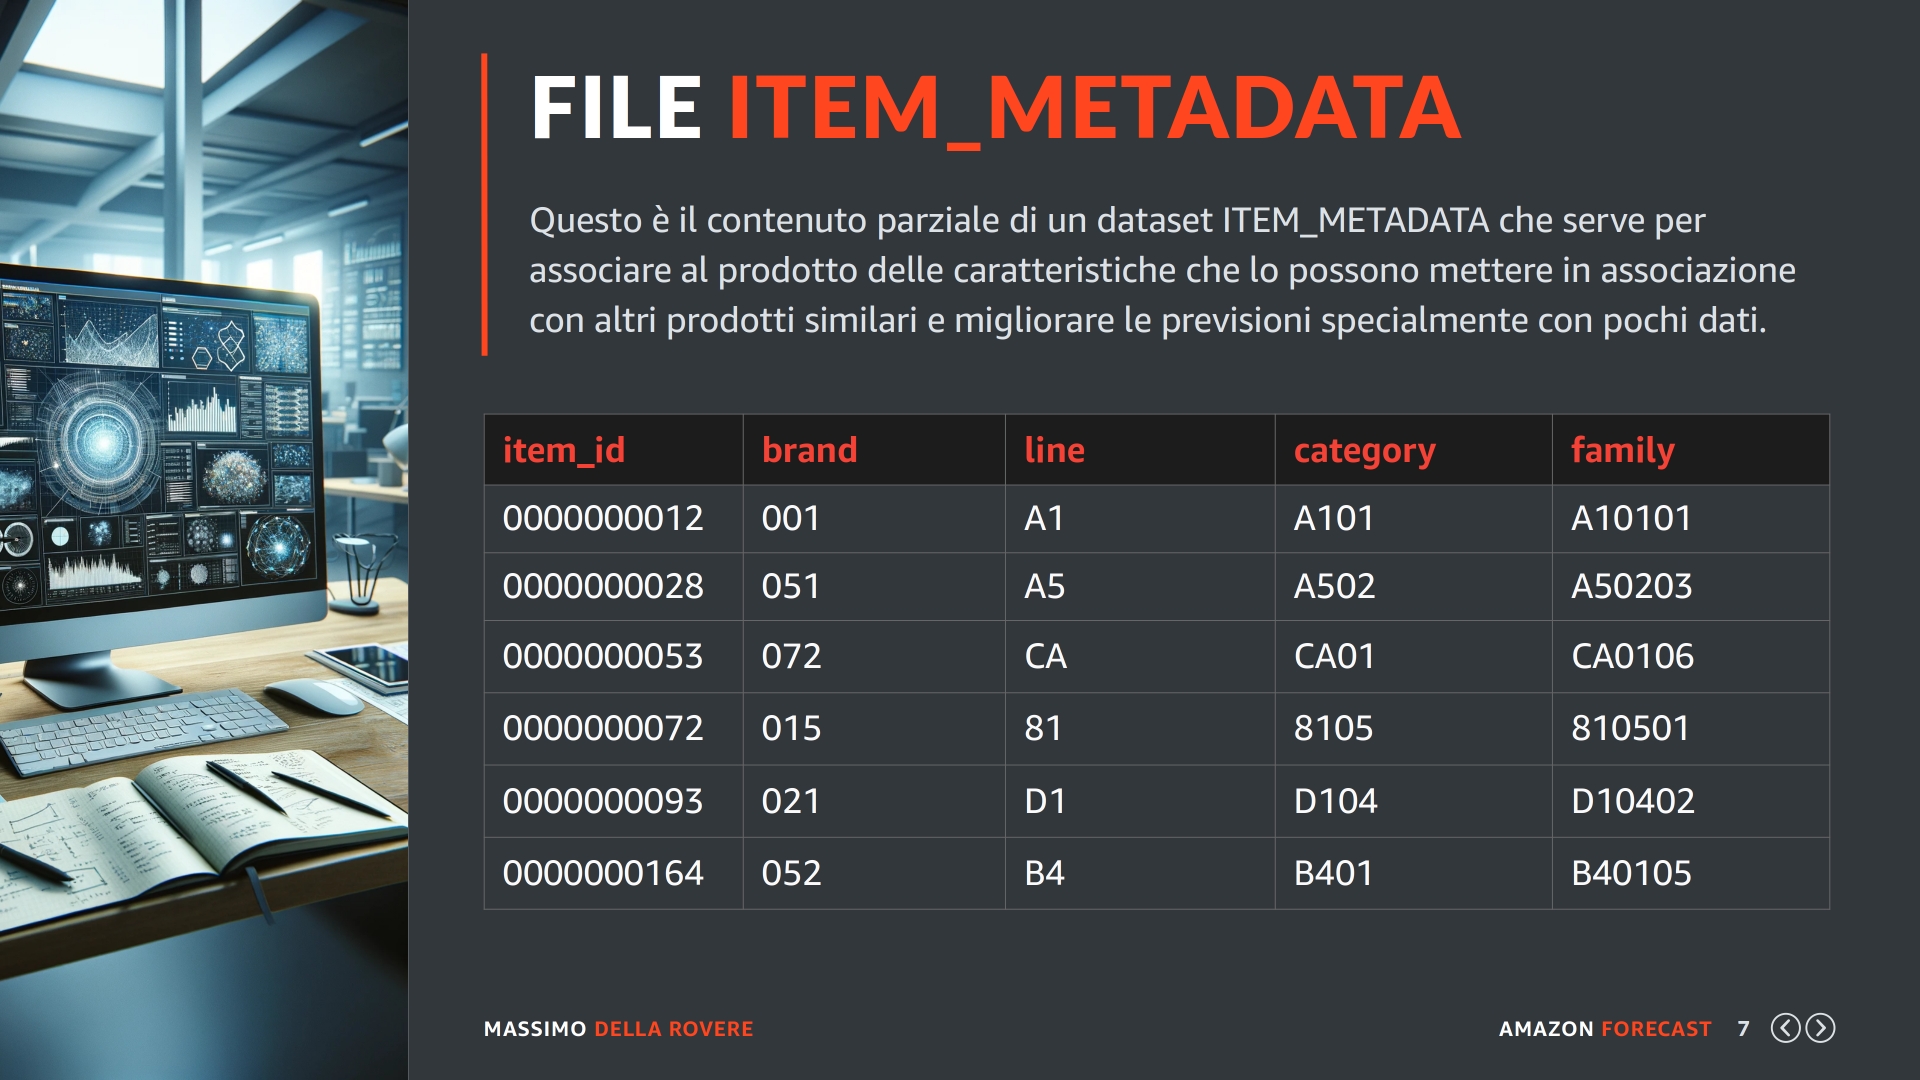 FILE ITEM_METADATA
Questo è il contenuto parziale di un dataset ITEM_METADATA che serve per
associare al prodotto delle caratteristiche che lo possono mettere in associazione
con altri prodotti similari e migliorare le previsioni specialmente con pochi dati.
item_id brand line category family
0000000012 001 A1 A101 A10101
0000000028 051 A5 A502 A50203
0000000053 072 CA CA01 CA0106
0000000072 015 81 8105 810501
0000000093 021 D1 D104 D10402
0000000164 052 B4 B401 B40105
MASSIMO DELLA ROVERE AMAZON FORECAST 7